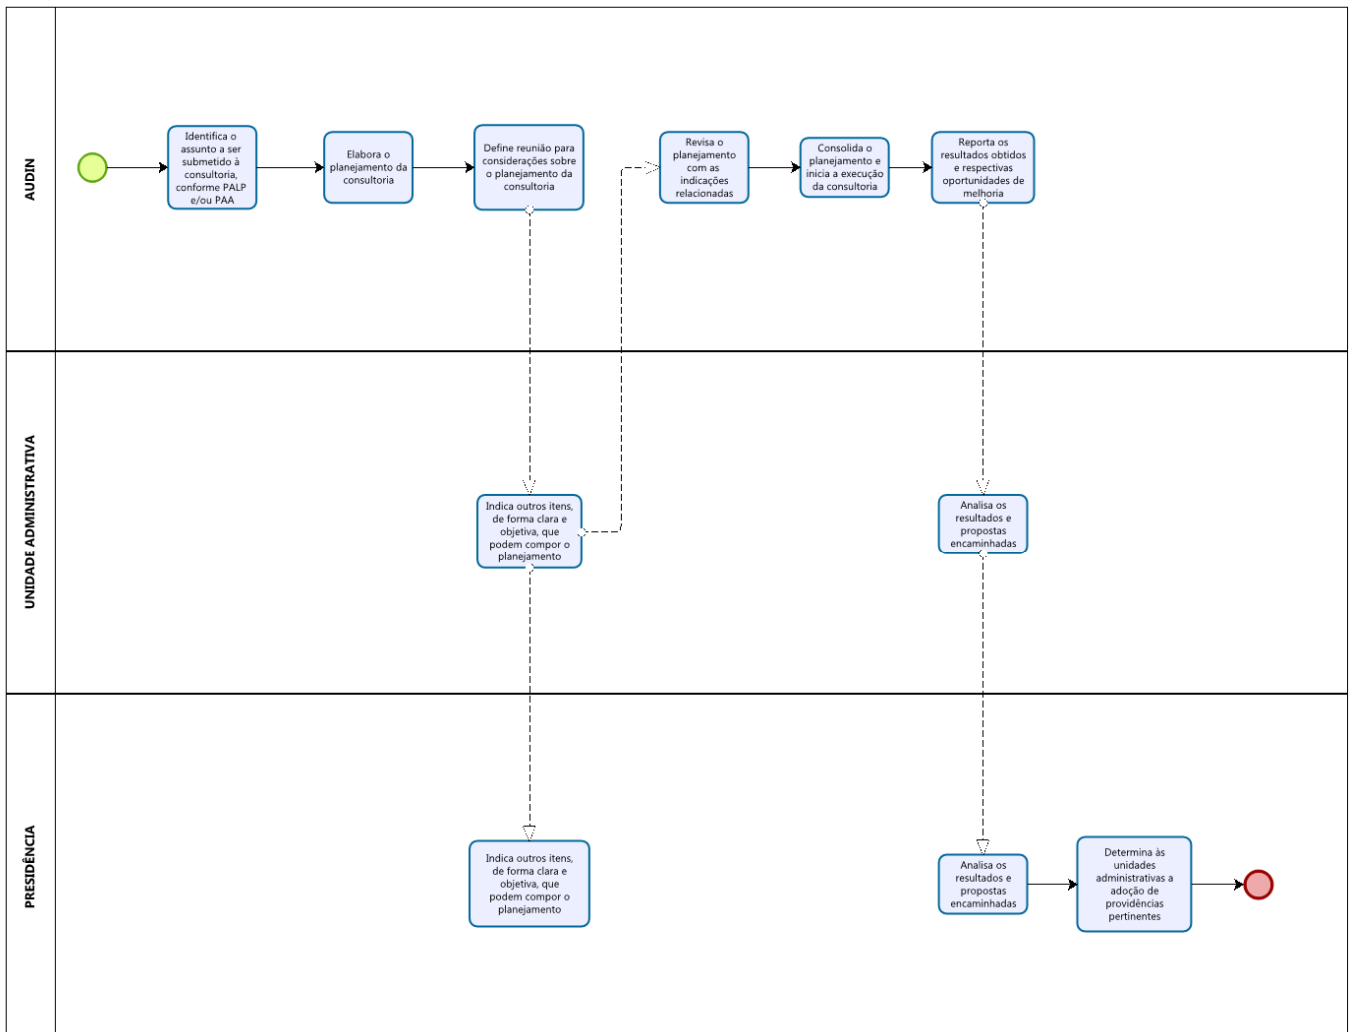 AUDIN
Identifica o
assunto a ser
submetido à
consultoria,
conforme PALP
e/ou PAA
Elabora o
planejamento da
consultoria
Define reunião para
considerações sobre
o planejamento da
consultoria
Revisa o
planejamento
com as
indicações
relacionadas
Consolida o
planejamento e
inicia a execução
da consultoria
Reporta os
resultados obtidos
e respectivas
oportunidades de
melhoria
UNIDADE ADMINISTRATIVA
Indica outros itens,
de forma clara e
objetiva, que
podem compor o
planejamento
Analisa os
resultados e
propostas
encaminhadas
PRESIDÊNCIA
Indica outros itens,
de forma clara e
objetiva, que
podem compor o
planejamento
Analisa os
resultados e
propostas
encaminhadas
Determina às
unidades
administrativas a
adoção de
providências
pertinentes